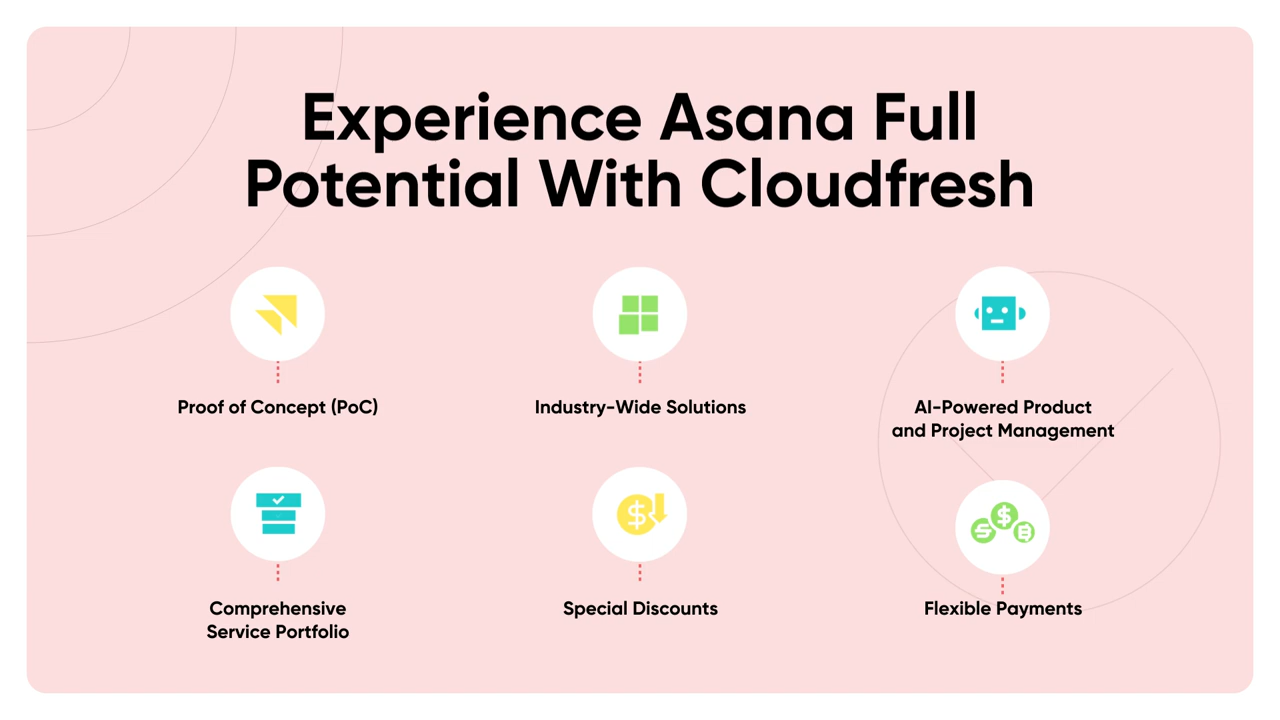 Experience Asana Full
Potential With Cloudfresh
Proof of Concept (PoC)
Industry-Wide Solutions
AI-Powered Product
and Project Management
Comprehensive
Service Portfolio
Special Discounts
Flexible Payments